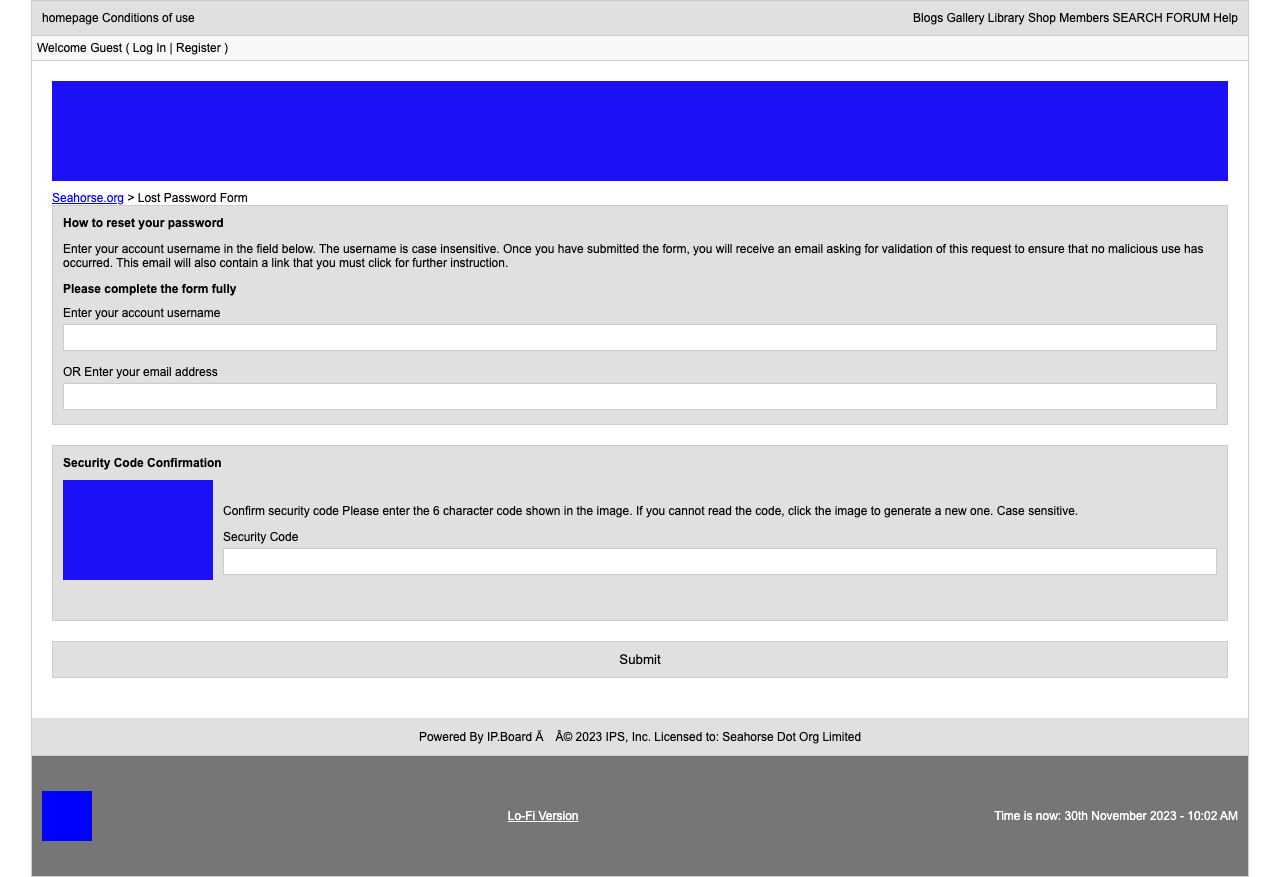 homepage Conditions of use
Blogs Gallery Library Shop Members SEARCH FORUM Help
Welcome Guest ( Log In | Register )
Seahorse.org > Lost Password Form
How to reset your password
Enter your account username in the field below. The username is case insensitive. Once you have submitted the form, you will receive an email asking for validation of this request to ensure that no malicious use has
occurred. This email will also contain a link that you must click for further instruction.
Please complete the form fully
Enter your account username
OR Enter your email address
Security Code Confirmation
Confirm security code Please enter the 6 character code shown in the image. If you cannot read the code, click the image to generate a new one. Case sensitive.
Security Code
Submit
Powered By IP.Board Ã Â© 2023 IPS, Inc. Licensed to: Seahorse Dot Org Limited
Lo-Fi Version
Time is now: 30th November 2023 - 10:02 AM